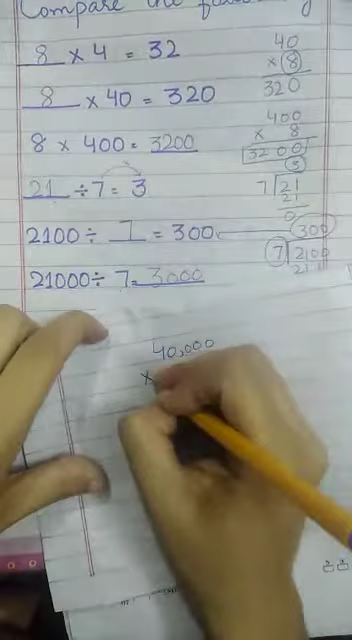 Compare the
8 × 4 = 32
8 × 40 = 320
8 × 400 = 3200
21 ÷ 7 = 3
2100 ÷ 7 = 300
21000 ÷ 7 = 3000
40
× 8
320
400
× 8
3200
3
7 21
21
0
300
7 2100
21
40,000
×